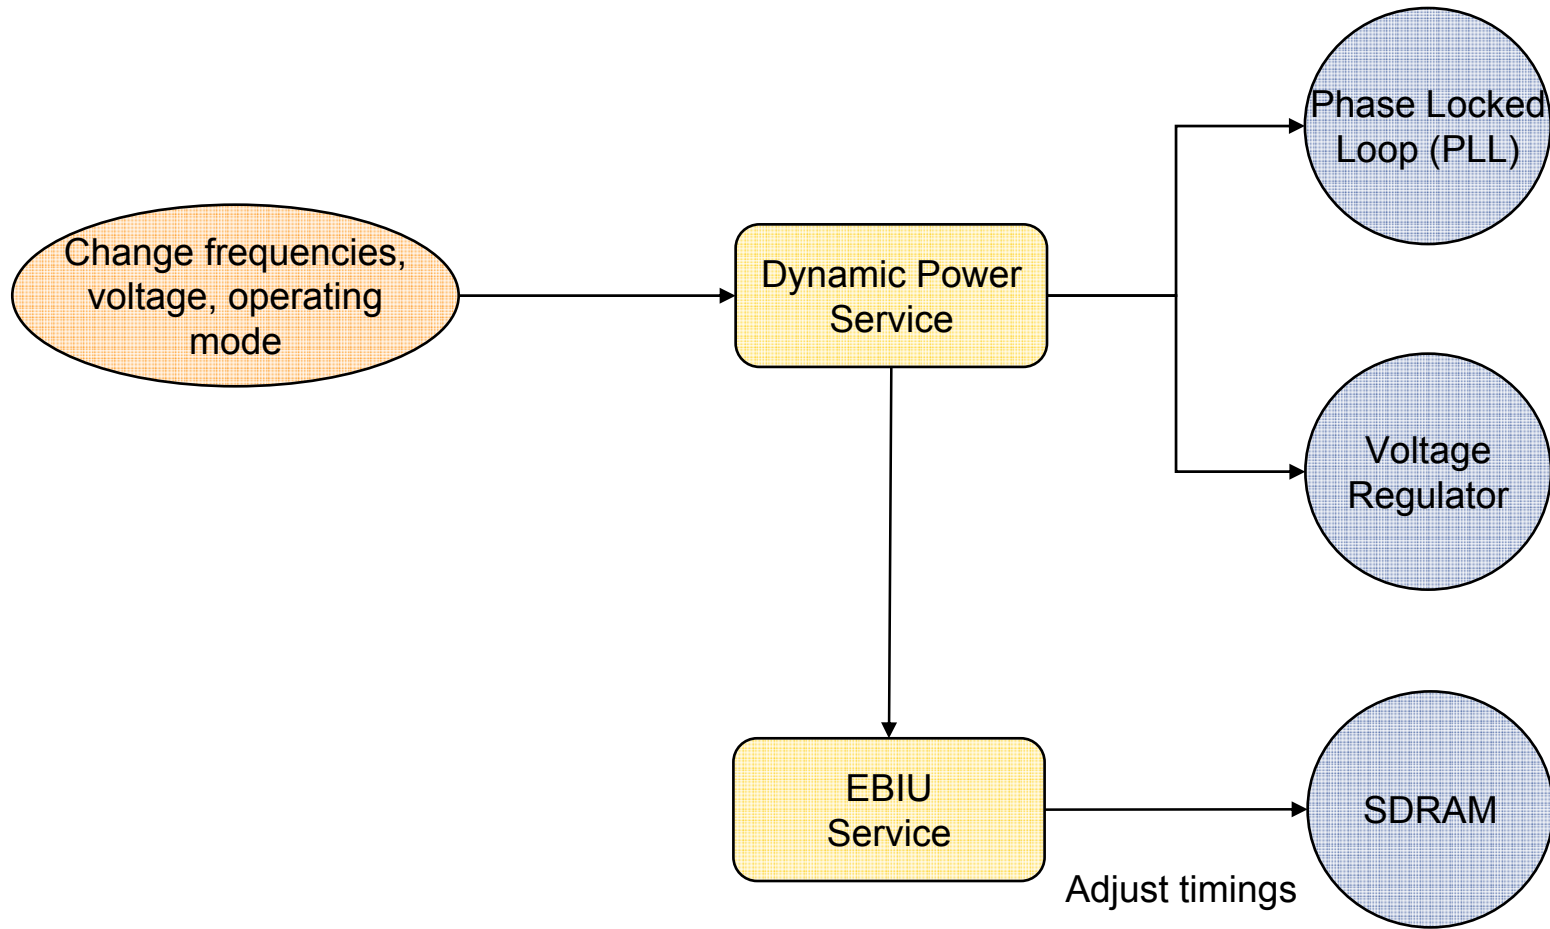 Phase Locked
Loop (PLL)
Change frequencies,
voltage, operating
mode
Dynamic Power
Service
Voltage
Regulator
EBIU
Service
SDRAM
Adjust timings